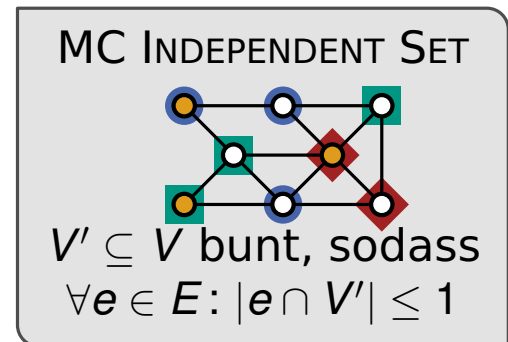 MC INDEPENDENT SET
V′ ⊆ V bunt, sodass
∀e ∈ E : |e ∩ V′| ≤ 1